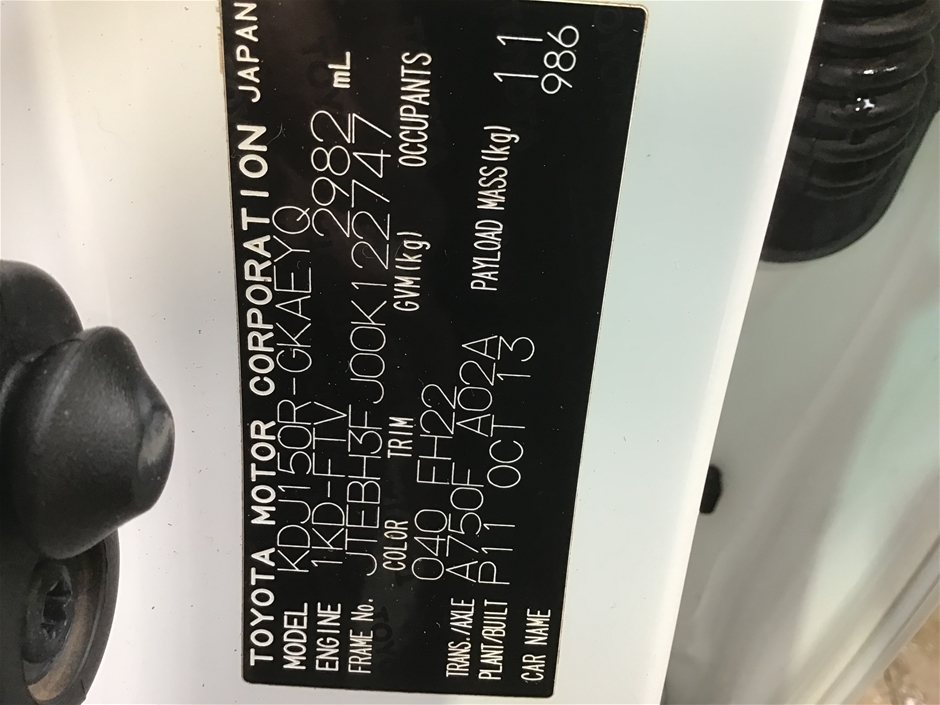 TOYOTA MOTOR CORPORATION JAPAN
MODEL KDJ150R-GKAEYQ
ENGINE 1KD-FTV 2982 mL
FRAME No. JTEBH3FJ00K122747
COLOR TRIM GVM(kg) OCCUPANTS
040 FH22
TRANS./AXLE A750F A02A PAYLOAD MASS(kg) 11
PLANT/BUILT P11 OCT 13 986
CAR NAME